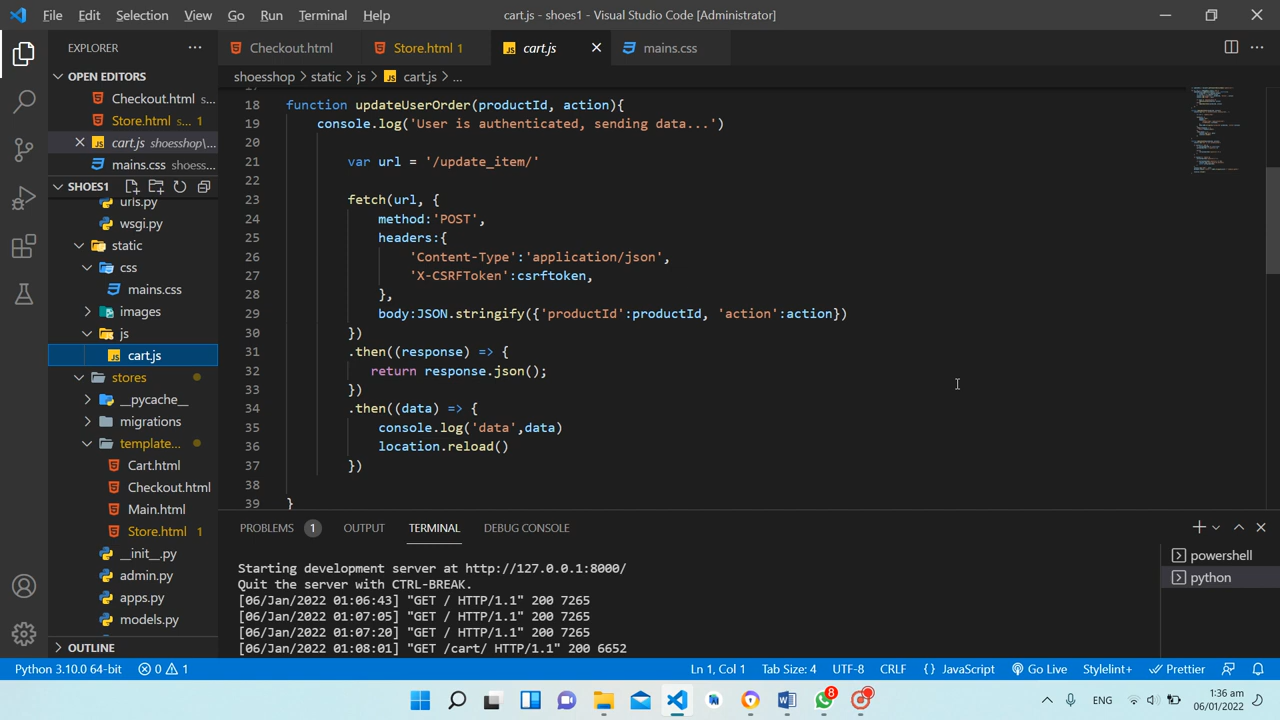 File Edit Selection View Go Run Terminal Help cart.js - shoes1 - Visual Studio Code [Administrator]
EXPLORER ...
OPEN EDITORS
Checkout.html s...
Store.html s... 1
cart.js shoesshop\...
mains.css shoess...
SHOES1
urls.py
wsgi.py
static
css
mains.css
images
js
cart.js
stores
__pycache__
migrations
template...
Cart.html
Checkout.html
Main.html
Store.html 1
__init__.py
admin.py
apps.py
models.py
OUTLINE
Checkout.html Store.html 1 cart.js mains.css
shoesshop > static > js > cart.js > ...
18 function updateUserOrder(productId, action){
19 console.log('User is authenticated, sending data...')
20
21 var url = '/update_item/'
22
23 fetch(url, {
24 method:'POST',
25 headers:{
26 'Content-Type':'application/json',
27 'X-CSRFToken':csrftoken,
28 },
29 body:JSON.stringify({'productId':productId, 'action':action})
30 })
31 .then((response) => {
32 return response.json();
33 })
34 .then((data) => {
35 console.log('data',data)
36 location.reload()
37 })
38
39 }
PROBLEMS 1 OUTPUT TERMINAL DEBUG CONSOLE
Starting development server at http://127.0.0.1:8000/
Quit the server with CTRL-BREAK.
[06/Jan/2022 01:06:43] "GET / HTTP/1.1" 200 7265
[06/Jan/2022 01:07:05] "GET / HTTP/1.1" 200 7265
[06/Jan/2022 01:07:20] "GET / HTTP/1.1" 200 7265
[06/Jan/2022 01:08:01] "GET /cart/ HTTP/1.1" 200 6652
powershell
python
Python 3.10.0 64-bit 0 1 Ln 1, Col 1 Tab Size: 4 UTF-8 CRLF {} JavaScript Go Live Stylelint+ Prettier
8 ENG 1:36 am
06/01/2022